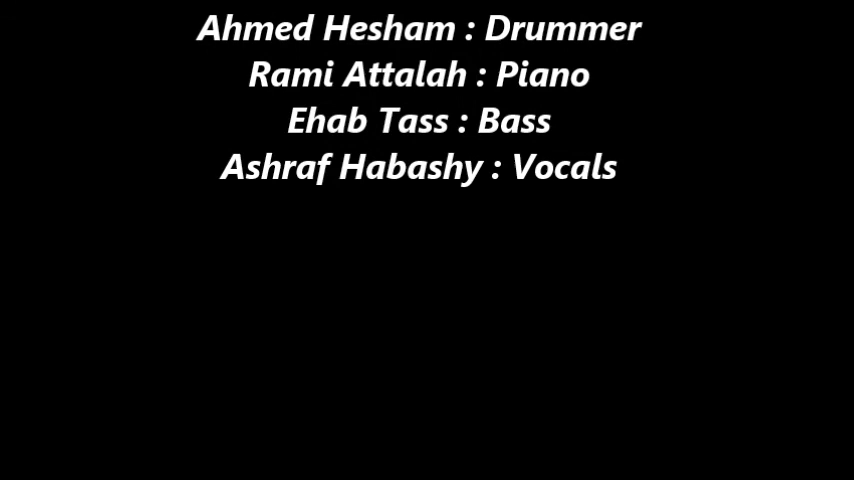 Ahmed Hesham : Drummer
Rami Attalah : Piano
Ehab Tass : Bass
Ashraf Habashy : Vocals